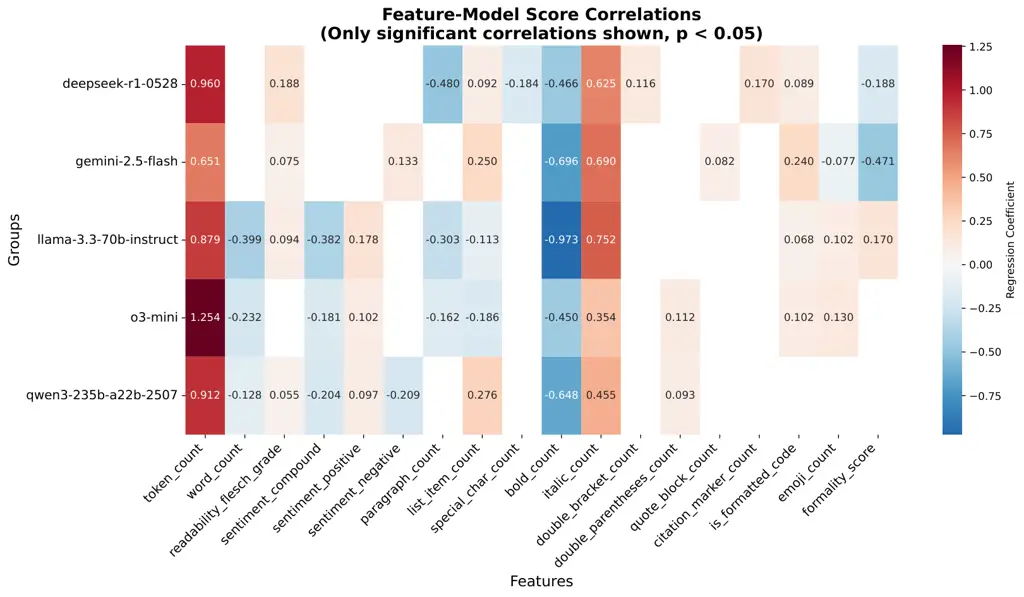 Feature-Model Score Correlations
(Only significant correlations shown, p < 0.05)
Groups
deepseek-r1-0528 0.960 0.188 -0.480 0.092 -0.184 -0.466 0.625 0.116 0.170 0.089 -0.188
gemini-2.5-flash 0.651 0.075 0.133 0.250 -0.696 0.690 0.082 0.240 -0.077 -0.471
llama-3.3-70b-instruct 0.879 -0.399 0.094 -0.382 0.178 -0.303 -0.113 -0.973 0.752 0.068 0.102 0.170
o3-mini 1.254 -0.232 -0.181 0.102 -0.162 -0.186 -0.450 0.354 0.112 0.102 0.130
qwen3-235b-a22b-2507 0.912 -0.128 0.055 -0.204 0.097 -0.209 0.276 -0.648 0.455 0.093
token_count
word_count
readability_flesch_grade
sentiment_compound
sentiment_positive
sentiment_negative
paragraph_count
list_item_count
special_char_count
bold_count
italic_count
double_bracket_count
double_parentheses_count
quote_block_count
citation_marker_count
is_formatted_code
emoji_count
formality_score
Features
1.25
1.00
0.75
0.50
0.25
0.00
−0.25
−0.50
−0.75
Regression Coefficient